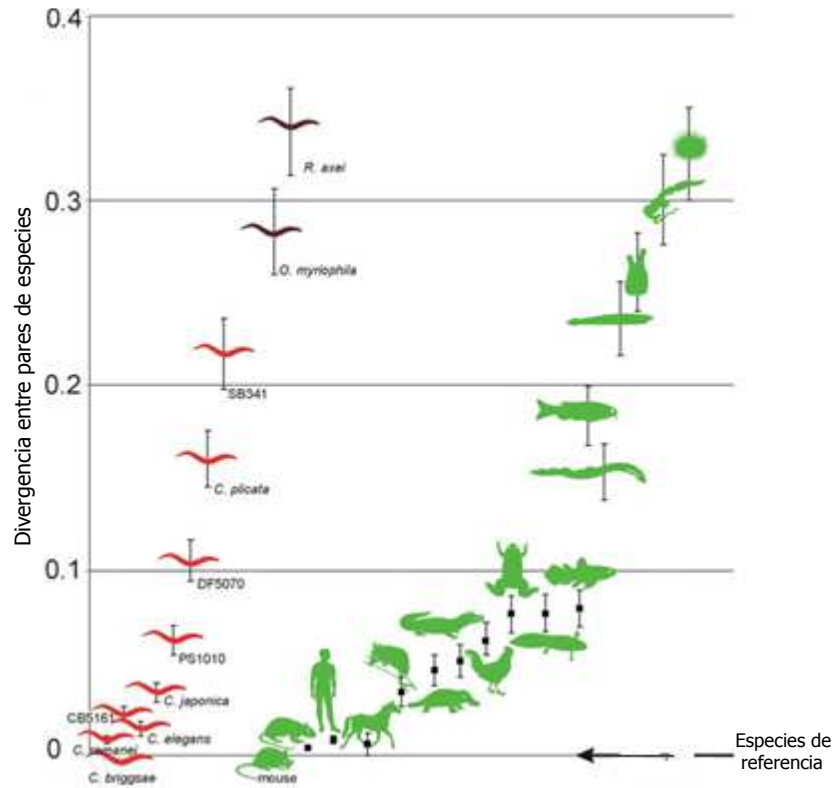 0.4
0.3
0.2
0.1
0
Divergencia entre pares de especies
R. axei
O. myriophila
SB341
C. plicata
DF5070
PS1010
C. japonica
CB5161
C. elegans
C. remanei
C. briggsae
mouse
Especies de
referencia